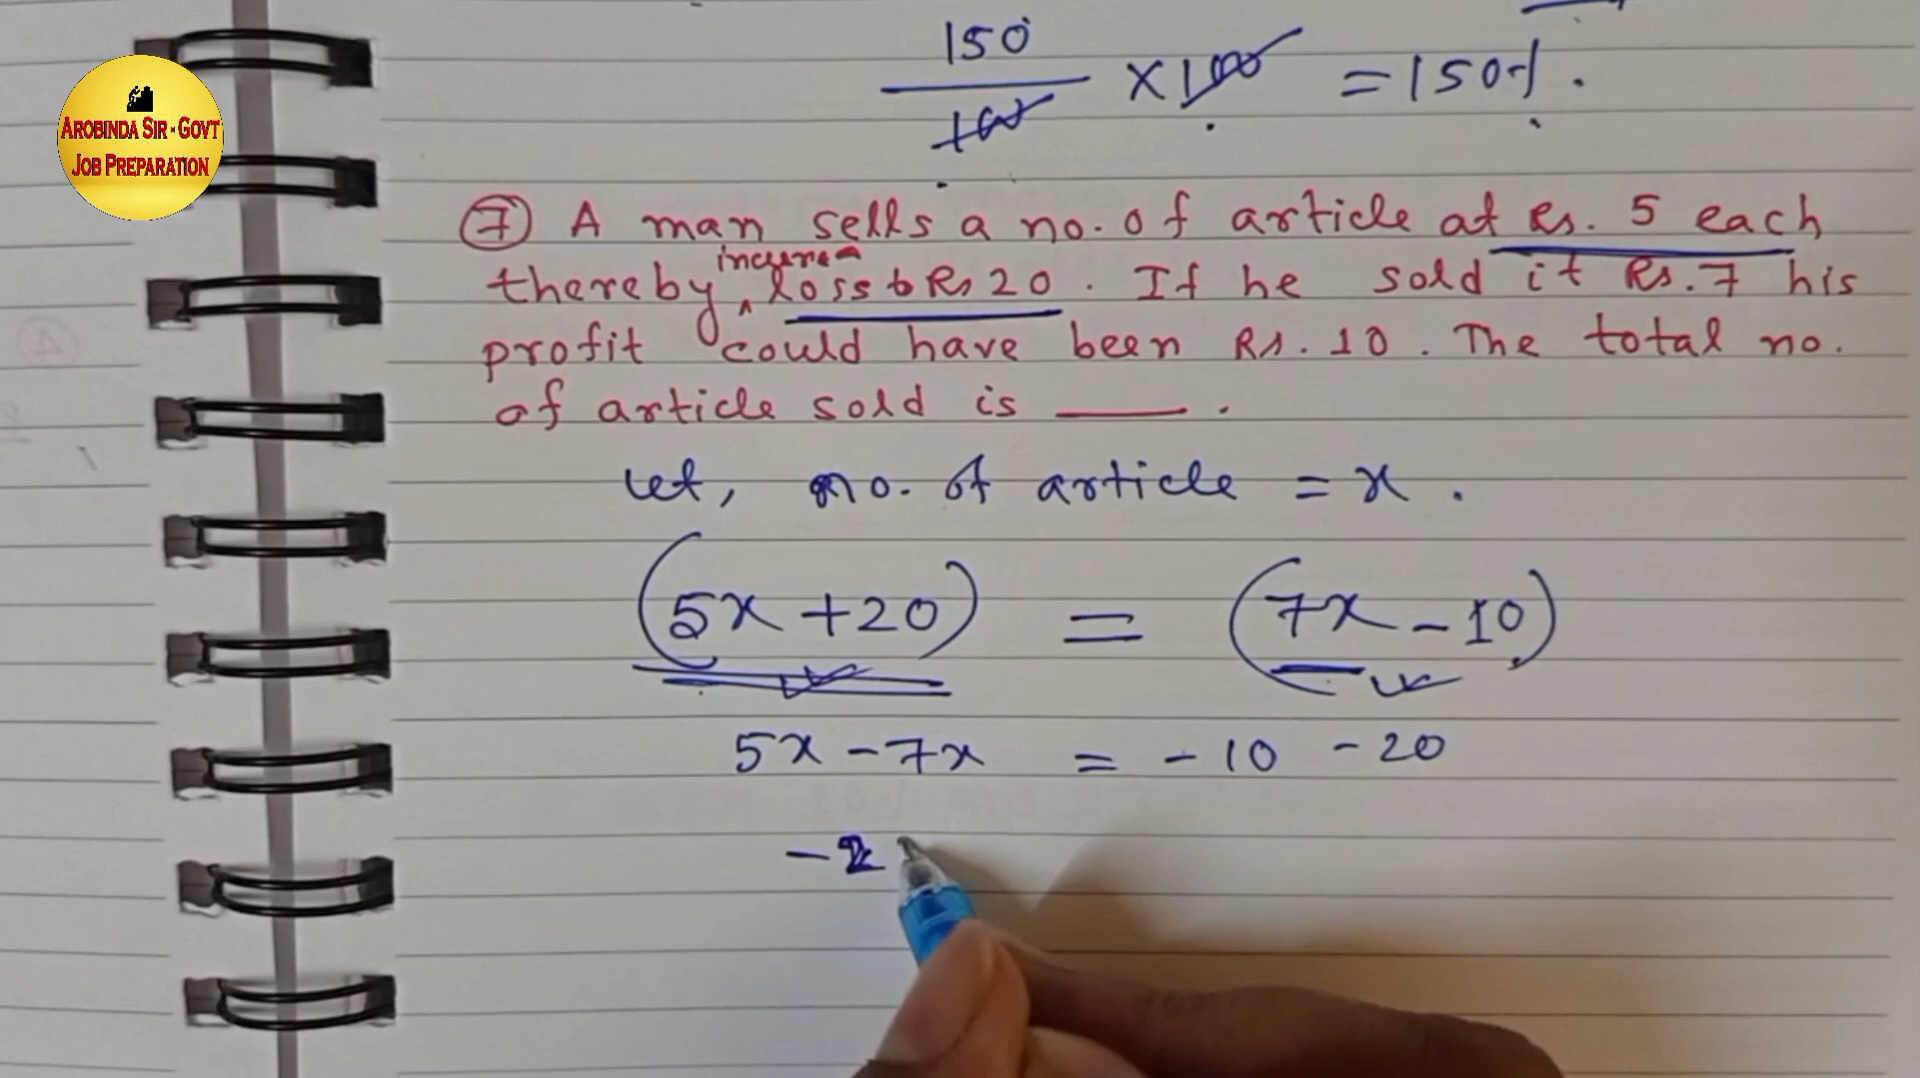 AROBINDA SIR - GOVT
JOB PREPARATION
150
100 × 100 = 150%.
⑦ A man sells a no. of article at Rs. 5 each
thereby loss to Rs 20. If he sold it Rs. 7 his
profit could have been Rs. 10. The total no.
of article sold is ____.
Let, no. of article = x.
(5x + 20) = (7x - 10)
5x - 7x = - 10 - 20
- 2